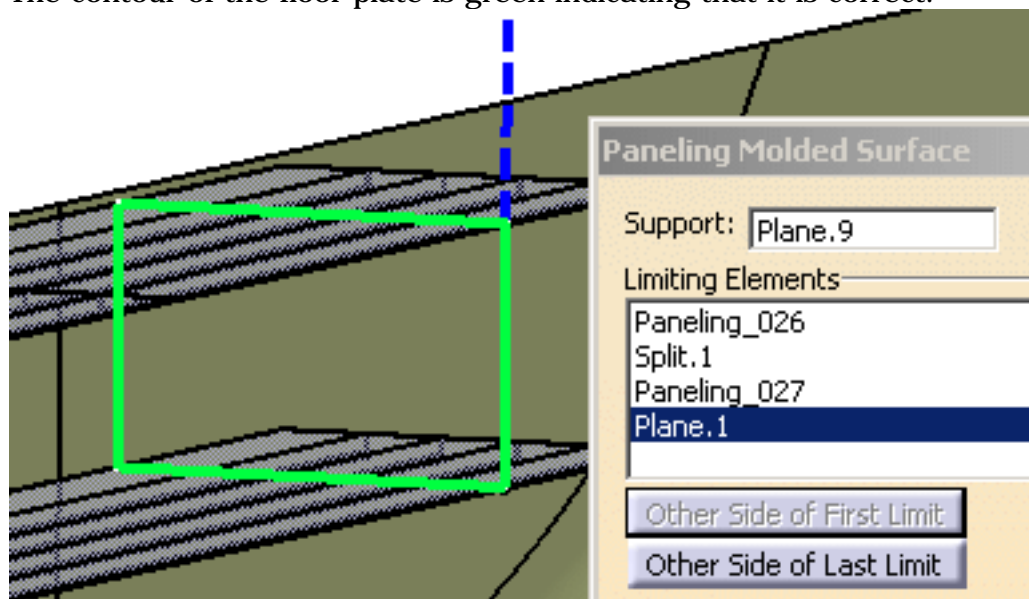 The contour of the floor plate is green indicating that it is correct.
Paneling Molded Surface
Support: Plane.9
Limiting Elements
Paneling_026
Split.1
Paneling_027
Plane.1
Other Side of First Limit
Other Side of Last Limit